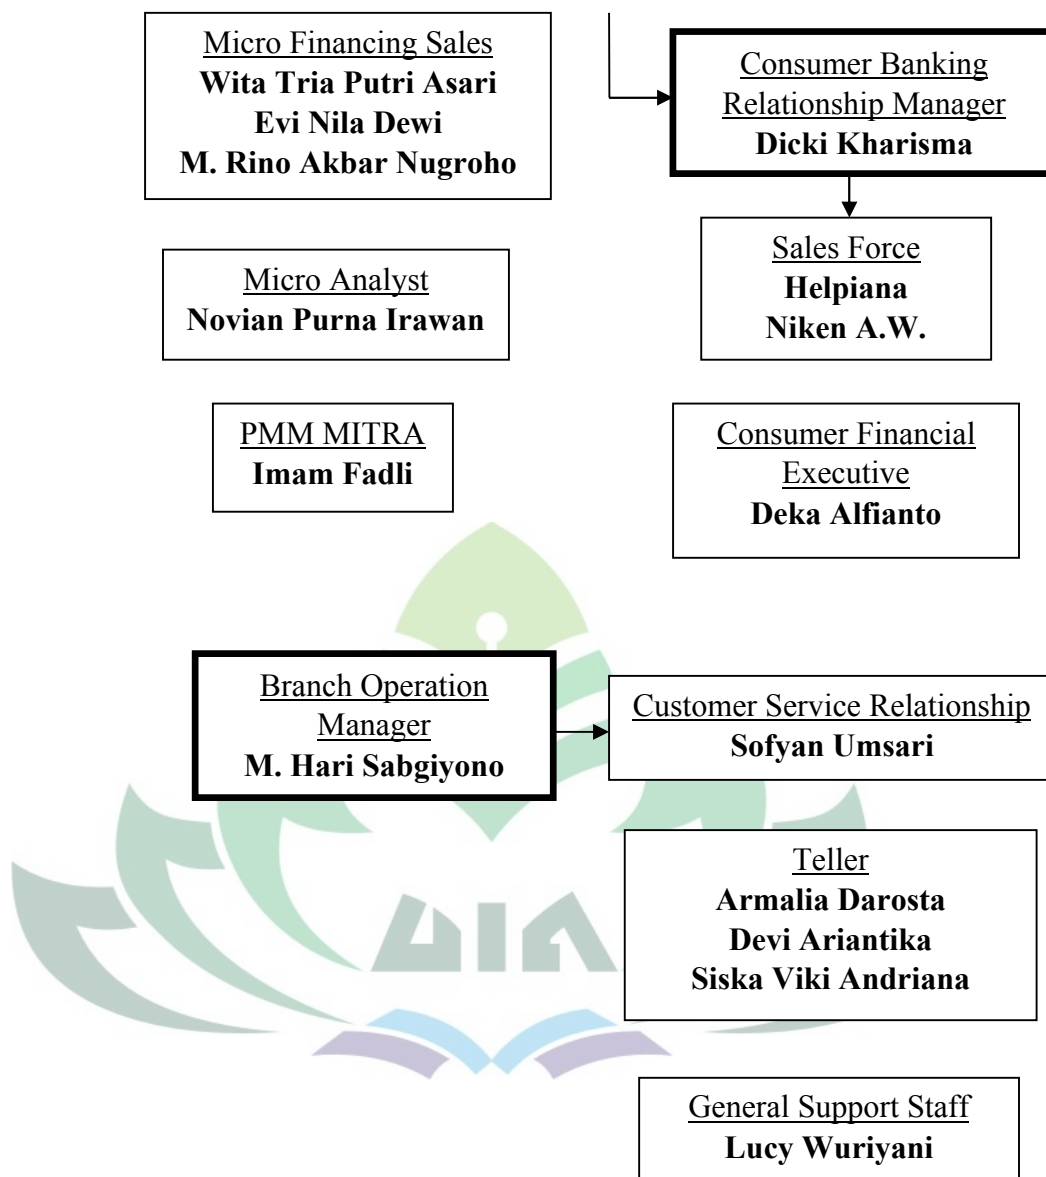 Micro Financing Sales
Wita Tria Putri Asari
Evi Nila Dewi
M. Rino Akbar Nugroho
Consumer Banking
Relationship Manager
Dicki Kharisma
Micro Analyst
Novian Purna Irawan
Sales Force
Helpiana
Niken A.W.
PMM MITRA
Imam Fadli
Consumer Financial
Executive
Deka Alfianto
Branch Operation
Manager
M. Hari Sabgiyono
Customer Service Relationship
Sofyan Umsari
Teller
Armalia Darosta
Devi Ariantika
Siska Viki Andriana
UIN
General Support Staff
Lucy Wuriyani